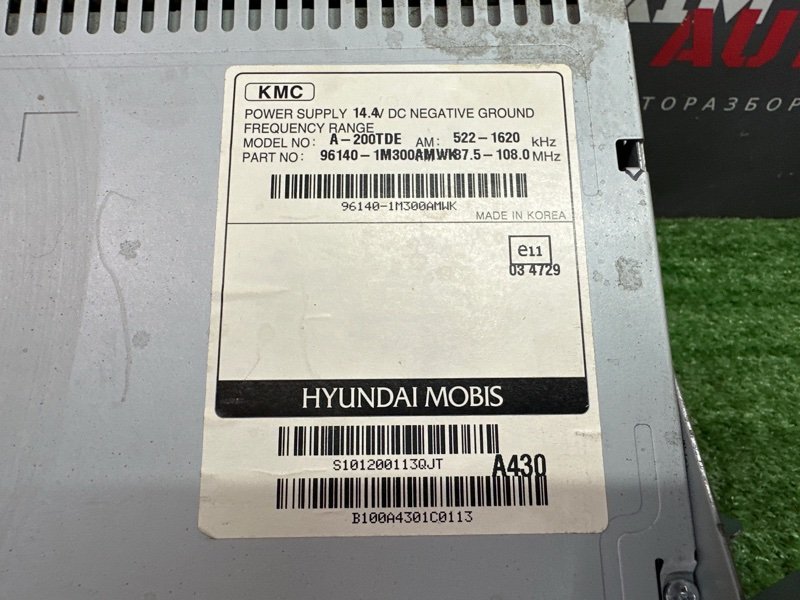 KMC
POWER SUPPLY 14.4V DC NEGATIVE GROUND
FREQUENCY RANGE
MODEL NO: A-200TDE AM: 522-1620 kHz
PART NO: 96140-1M300AMWK87.5-108.0 MHz
96140-1M300AMWK
MADE IN KOREA
e11
03 4729
HYUNDAI MOBIS
S101200113QJT
A430
B100A4301C0113
AU
ТОРАЗБОР